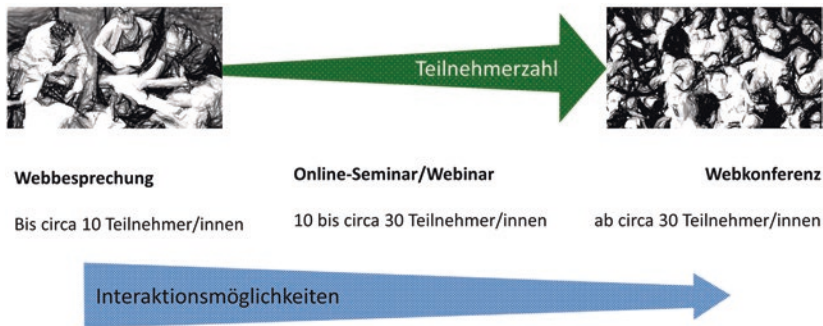 Teilnehmerzahl
Webbesprechung
Online-Seminar/Webinar
Webkonferenz
Bis circa 10 Teilnehmer/innen
10 bis circa 30 Teilnehmer/innen
ab circa 30 Teilnehmer/innen
Interaktionsmöglichkeiten